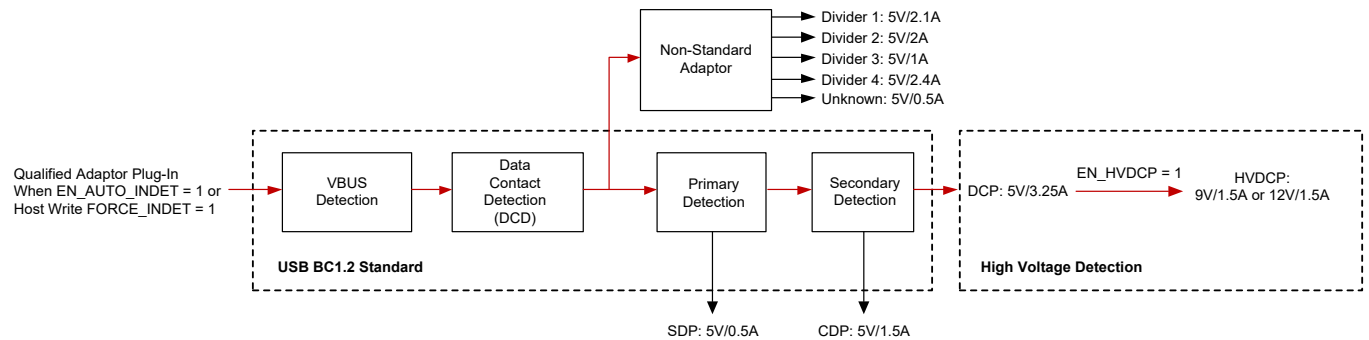 Divider 1: 5V/2.1A
Divider 2: 5V/2A
Divider 3: 5V/1A
Divider 4: 5V/2.4A
Unknown: 5V/0.5A
Non-Standard
Adaptor
Qualified Adaptor Plug-In
When EN_AUTO_INDET = 1 or
Host Write FORCE_INDET = 1
VBUS
Detection
Data
Contact
Detection
(DCD)
Primary
Detection
Secondary
Detection
DCP: 5V/3.25A
EN_HVDCP = 1
HVDCP:
9V/1.5A or 12V/1.5A
USB BC1.2 Standard
High Voltage Detection
SDP: 5V/0.5A
CDP: 5V/1.5A